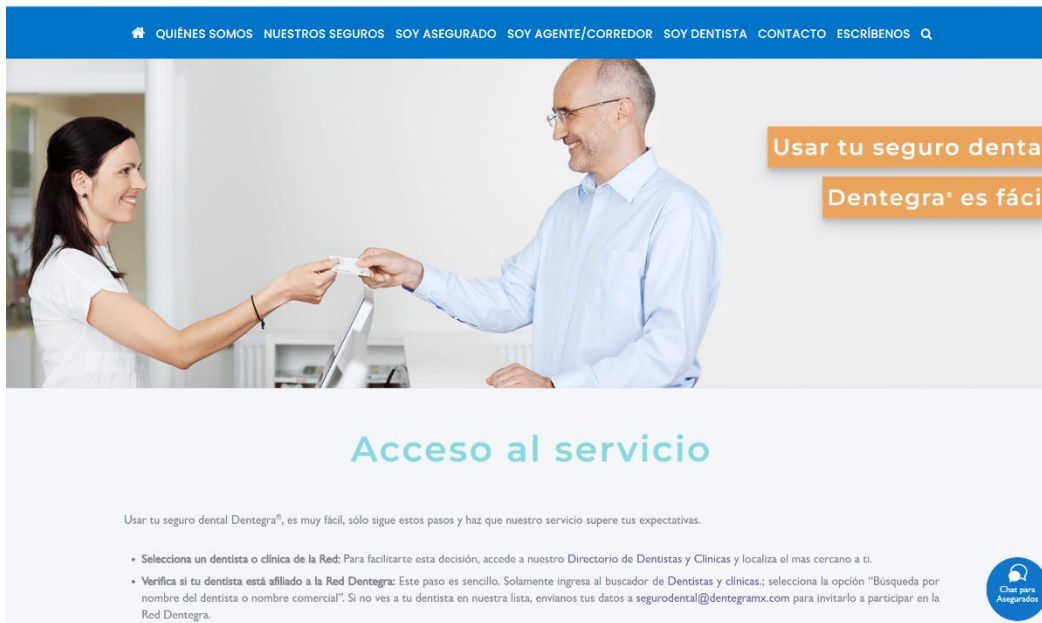 QUIÉNES SOMOS NUESTROS SEGUROS SOY ASEGURADO SOY AGENTE/CORREDOR SOY DENTISTA CONTACTO ESCRÍBENOS
Usar tu seguro denta
Dentegra® es fáci
Acceso al servicio
Usar tu seguro dental Dentegra®, es muy fácil, sólo sigue estos pasos y haz que nuestro servicio supere tus expectativas.
• Selecciona un dentista o clínica de la Red: Para facilitarte esta decisión, accede a nuestro Directorio de Dentistas y Clínicas y localiza el mas cercano a ti.
• Verifica si tu dentista está afiliado a la Red Dentegra: Este paso es sencillo. Solamente ingresa al buscador de Dentistas y clínicas.; selecciona la opción “Búsqueda por
nombre del dentista o nombre comercial”. Si no ves a tu dentista en nuestra lista, envíanos tus datos a segurodental@dentegramx.com para invitarlo a participar en la
Red Dentegra.
Chat para
Asegurados